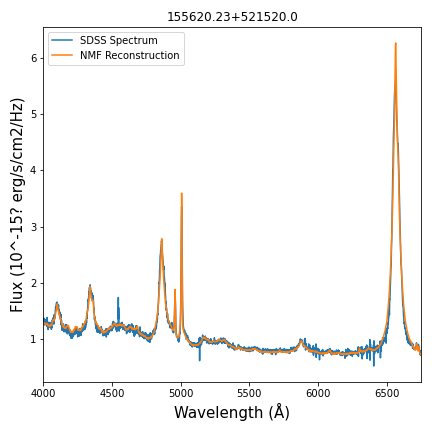 155620.23+521520.0
SDSS Spectrum
NMF Reconstruction
Flux (10^-15? erg/s/cm2/Hz)
6
5
4
3
2
1
4000 4500 5000 5500 6000 6500
Wavelength (Å)